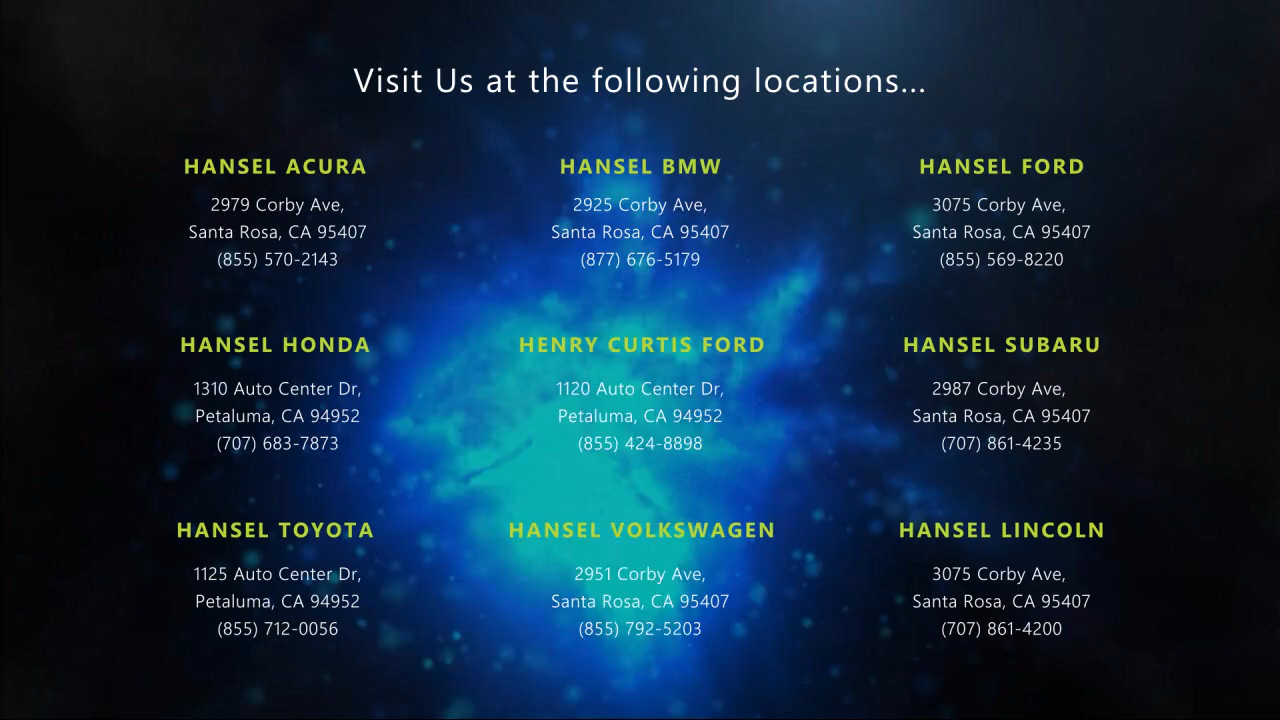 Visit Us at the following locations...
HANSEL ACURA
2979 Corby Ave,
Santa Rosa, CA 95407
(855) 570-2143
HANSEL BMW
2925 Corby Ave,
Santa Rosa, CA 95407
(877) 676-5179
HANSEL FORD
3075 Corby Ave,
Santa Rosa, CA 95407
(855) 569-8220
HANSEL HONDA
1310 Auto Center Dr,
Petaluma, CA 94952
(707) 683-7873
HENRY CURTIS FORD
1120 Auto Center Dr,
Petaluma, CA 94952
(855) 424-8898
HANSEL SUBARU
2987 Corby Ave,
Santa Rosa, CA 95407
(707) 861-4235
HANSEL TOYOTA
1125 Auto Center Dr,
Petaluma, CA 94952
(855) 712-0056
HANSEL VOLKSWAGEN
2951 Corby Ave,
Santa Rosa, CA 95407
(855) 792-5203
HANSEL LINCOLN
3075 Corby Ave,
Santa Rosa, CA 95407
(707) 861-4200